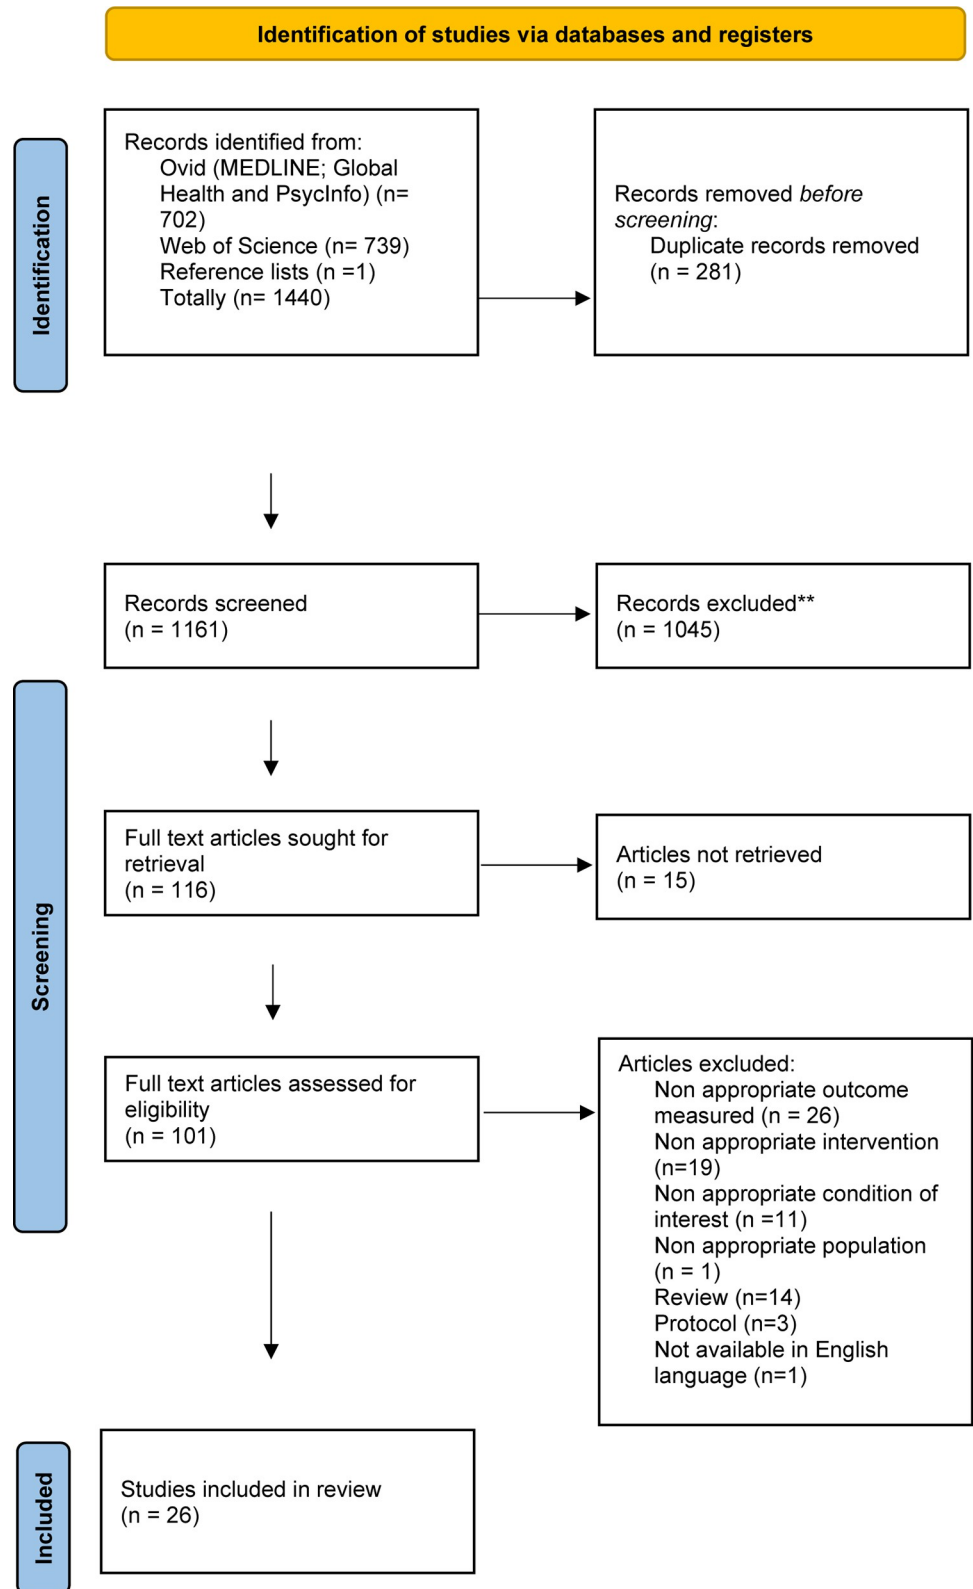 Identification of studies via databases and registers
Identification
Records identified from:
Ovid (MEDLINE; Global
Health and PsycInfo) (n=
702)
Web of Science (n= 739)
Reference lists (n =1)
Totally (n= 1440)
Records removed before
screening:
Duplicate records removed
(n = 281)
Screening
Records screened
(n = 1161)
Records excluded**
(n = 1045)
Full text articles sought for
retrieval
(n = 116)
Articles not retrieved
(n = 15)
Full text articles assessed for
eligibility
(n = 101)
Articles excluded:
Non appropriate outcome
measured (n = 26)
Non appropriate intervention
(n=19)
Non appropriate condition of
interest (n =11)
Non appropriate population
(n = 1)
Review (n=14)
Protocol (n=3)
Not available in English
language (n=1)
Included
Studies included in review
(n = 26)